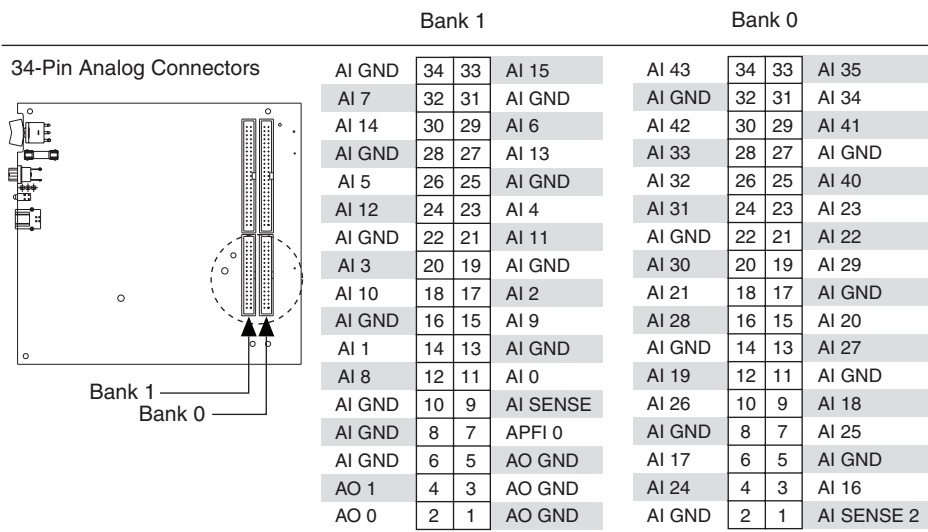 Bank 1 Bank 0
34-Pin Analog Connectors
AI GND 34 33 AI 15 AI 43 34 33 AI 35
AI 7 32 31 AI GND AI GND 32 31 AI 34
AI 14 30 29 AI 6 AI 42 30 29 AI 41
AI GND 28 27 AI 13 AI 33 28 27 AI GND
AI 5 26 25 AI GND AI 32 26 25 AI 40
AI 12 24 23 AI 4 AI 31 24 23 AI 23
AI GND 22 21 AI 11 AI GND 22 21 AI 22
AI 3 20 19 AI GND AI 30 20 19 AI 29
AI 10 18 17 AI 2 AI 21 18 17 AI GND
AI GND 16 15 AI 9 AI 28 16 15 AI 20
AI 1 14 13 AI GND AI GND 14 13 AI 27
AI 8 12 11 AI 0 AI 19 12 11 AI GND
AI GND 10 9 AI SENSE AI 26 10 9 AI 18
AI GND 8 7 APFI 0 AI GND 8 7 AI 25
AI GND 6 5 AO GND AI 17 6 5 AI GND
AO 1 4 3 AO GND AI 24 4 3 AI 16
AO 0 2 1 AO GND AI GND 2 1 AI SENSE 2
Bank 1
Bank 0